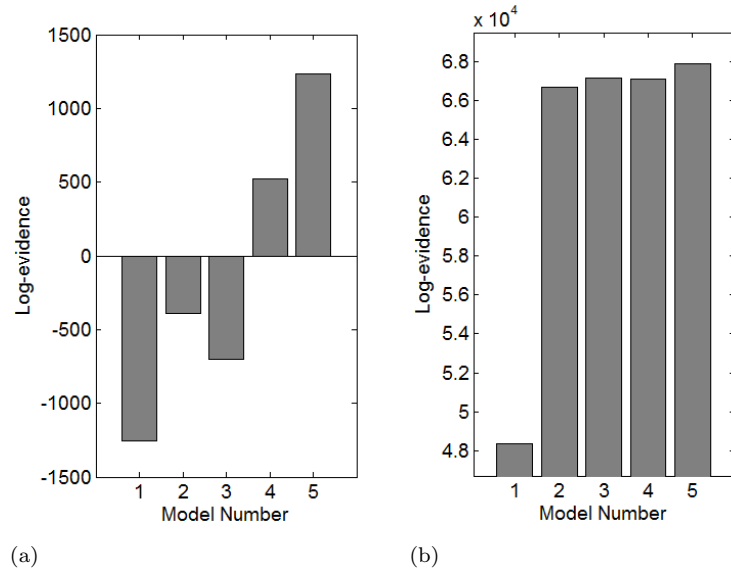 1500
1000
500
0
-500
-1000
-1500
Log-evidence
1 2 3 4 5
Model Number
(a)
x 10^4
6.8
6.6
6.4
6.2
6
5.8
5.6
5.4
5.2
5
4.8
Log-evidence
1 2 3 4 5
Model Number
(b)